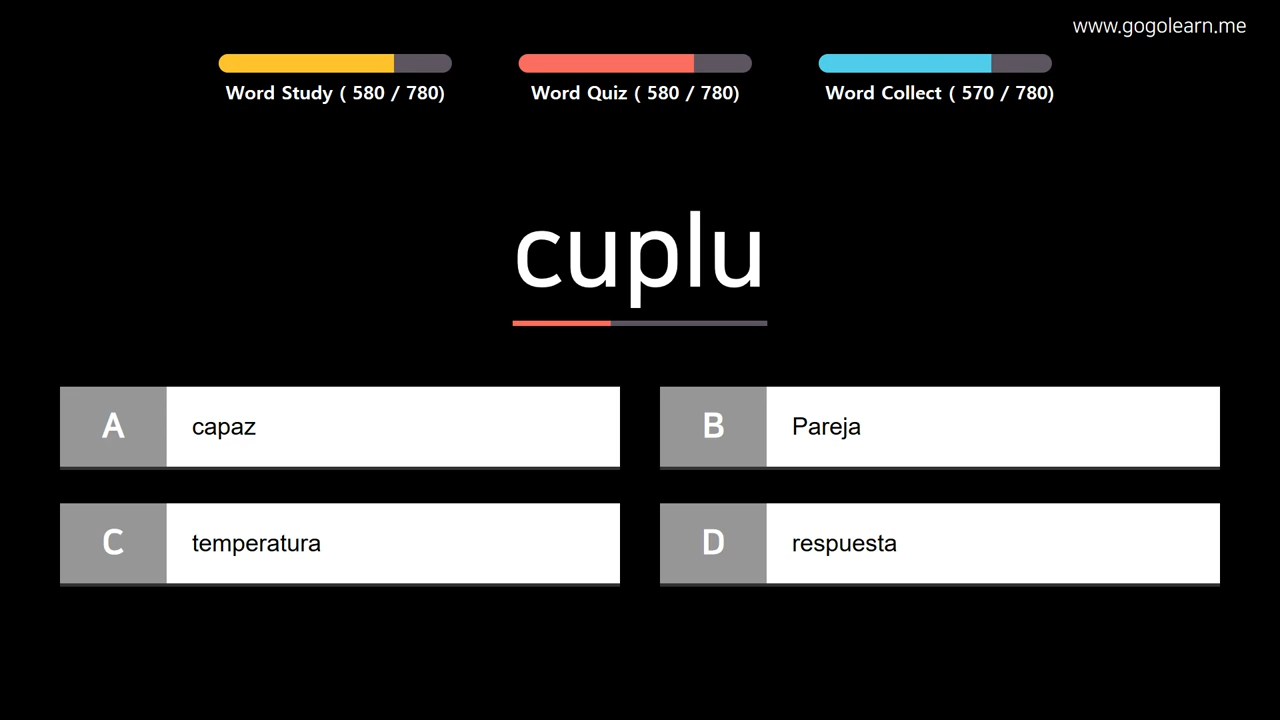 www.gogolearn.me
Word Study ( 580 / 780)
Word Quiz ( 580 / 780)
Word Collect ( 570 / 780)
cuplu
A capaz
B Pareja
C temperatura
D respuesta